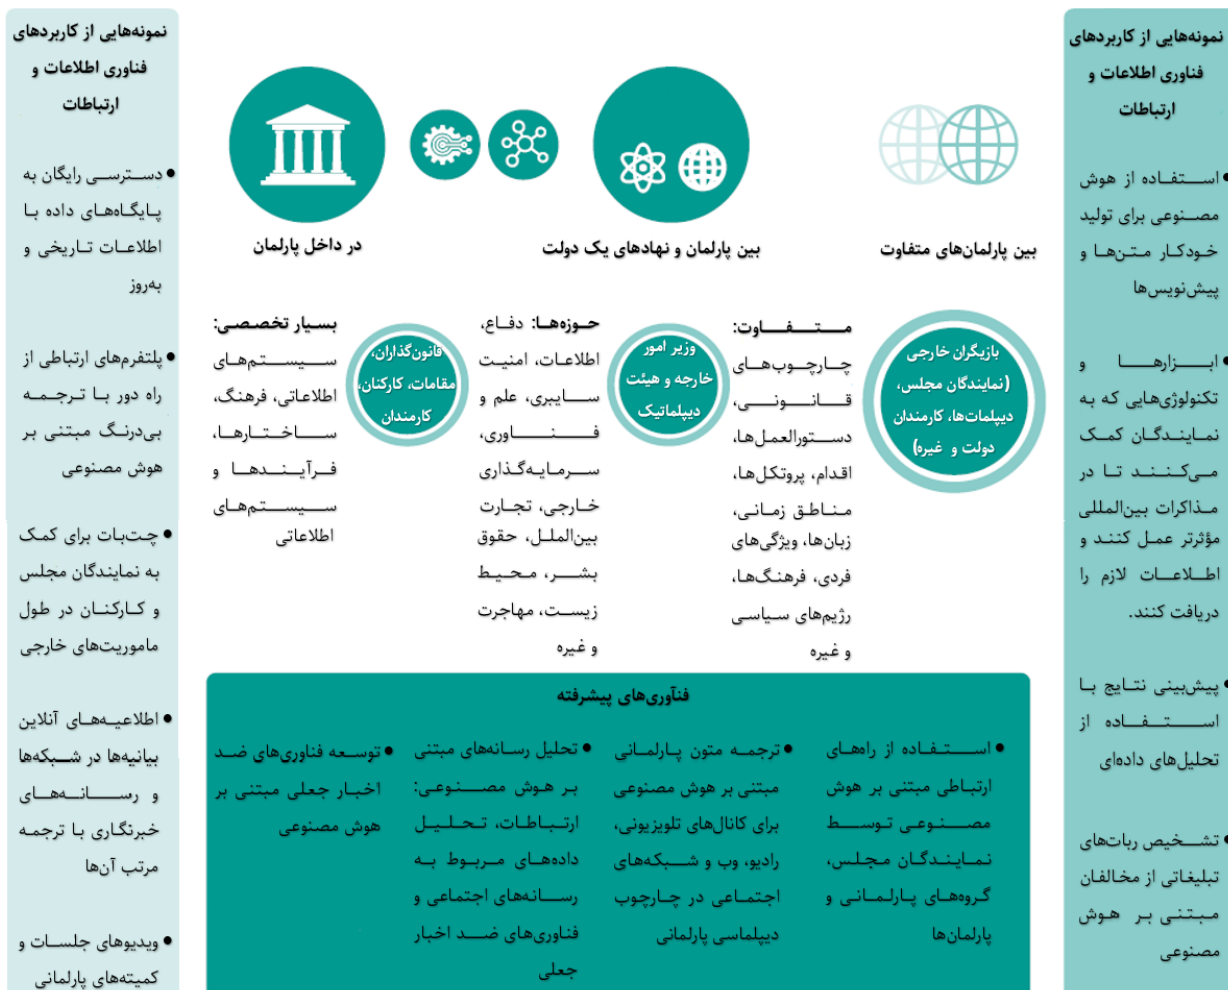 نمونه‌هایی از کاربردهای
فناوری اطلاعات و
ارتباطات
استفاده از هوش
مصنوعی برای تولید
خودکار متن‌ها و
پیش‌نویس‌ها
ابزارها و
تکنولوژی‌هایی که به
نمایندگان کمک
می‌کنند تا در
مذاکرات بین‌المللی
مؤثرتر عمل کنند و
اطلاعات لازم را
دریافت کنند.
پیش‌بینی نتایج با
استفاده از
تحلیل‌های داده‌ای
تشخیص ربات‌های
تبلیغاتی از مخالفان
مبتنی بر هوش
مصنوعی
بین پارلمان‌های متفاوت
بین پارلمان و نهادهای یک دولت
در داخل پارلمان
بازیگران خارجی
(نمایندگان مجلس،
دیپلمات‌ها، کارمندان
دولت و غیره)
متفاوت:
چارچوب‌های
قانونی،
دستورالعمل‌ها،
اقدام، پروتکل‌ها،
مناطق زمانی،
زبان‌ها، ویژگی‌های
فردی، فرهنگ‌ها،
رژیم‌های سیاسی
و غیره
وزیر امور
خارجه و هیئت
دیپلماتیک
حوزه‌ها: دفاع،
اطلاعات، امنیت
سایبری، علم و
فناوری،
سرمایه‌گذاری
خارجی، تجارت
بین‌الملل، حقوق
بشر، محیط
زیست، مهاجرت
و غیره
قانون‌گذاران،
مقامات، کارکنان،
کارمندان
بسیار تخصصی:
سیستم‌های
اطلاعاتی، فرهنگ،
ساختارها،
فرآیندها و
سیستم‌های
اطلاعاتی
فنآوری‌های پیشرفته
استفاده از راه‌های
ارتباطی مبتنی بر هوش
مصنوعی توسط
نمایندگان مجلس،
گروه‌های پارلمانی و
پارلمان‌ها
ترجمه متون پارلمانی
مبتنی بر هوش مصنوعی
برای کانال‌های تلویزیونی،
رادیو، وب و شبکه‌های
اجتماعی در چارچوب
دیپلماسی پارلمانی
تحلیل رسانه‌های مبتنی
بر هوش مصنوعی:
ارتباطات، تحلیل
داده‌های مربوط به
رسانه‌های اجتماعی و
فناوری‌های ضد اخبار
جعلی
توسعه فناوری‌های ضد
اخبار جعلی مبتنی بر
هوش مصنوعی
نمونه‌هایی از کاربردهای
فناوری اطلاعات و
ارتباطات
دسترسی رایگان به
پایگاه‌های داده با
اطلاعات تاریخی و
به‌روز
پلتفرم‌های ارتباطی از
راه دور با ترجمه
بی‌درنگ مبتنی بر
هوش مصنوعی
چت‌بات برای کمک
به نمایندگان مجلس
و کارکنان در طول
ماموریت‌های خارجی
اطلاعیه‌های آنلاین
بیانیه‌ها در شبکه‌ها
و رسانه‌های
خبرنگاری با ترجمه
مرتب آن‌ها
ویدیوهای جلسات و
کمیته‌های پارلمانی